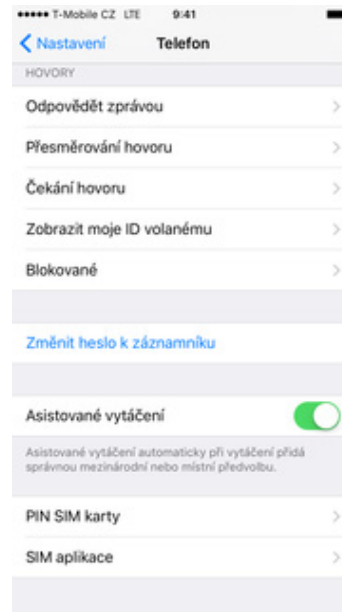 T-Mobile CZ LTE 9:41
Nastavení Telefon
HOVORY
Odpovědět zprávou
Přesměrování hovoru
Čekání hovoru
Zobrazit moje ID volanému
Blokované
Změnit heslo k záznamníku
Asistované vytáčení
Asistované vytáčení automaticky při vytáčení přidá
správnou mezinárodní nebo místní předvolbu.
PIN SIM karty
SIM aplikace